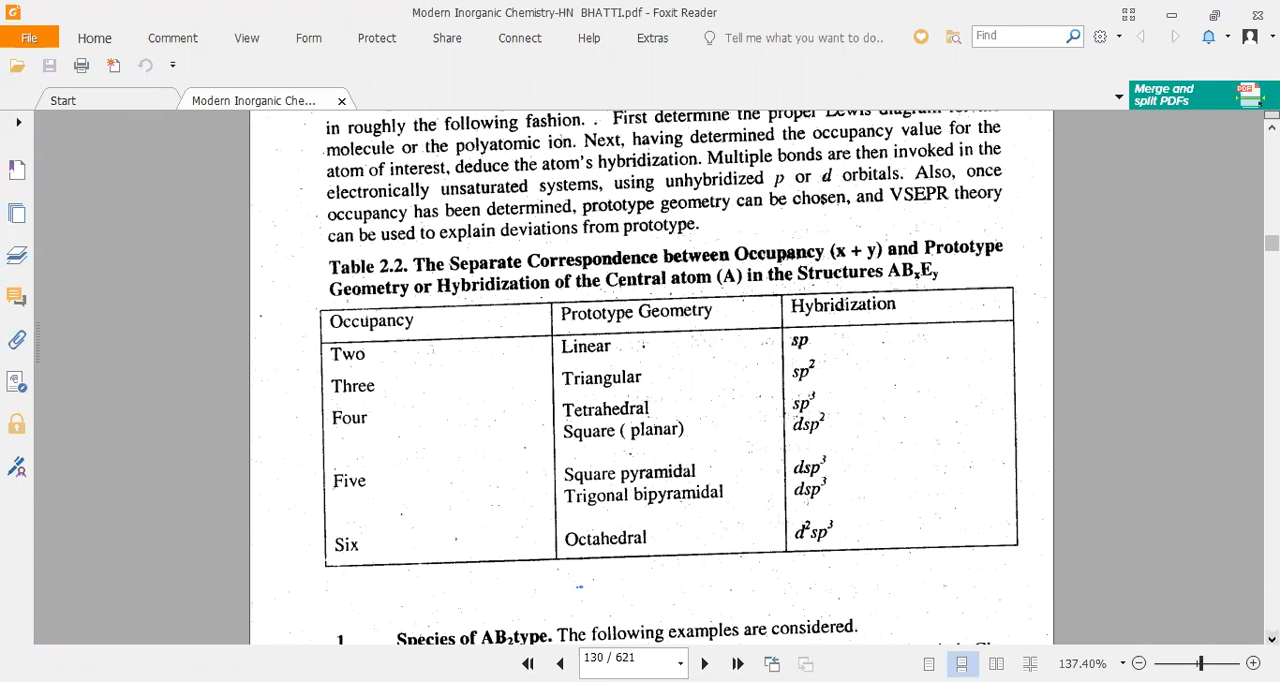 Modern Inorganic Chemistry-HN BHATTI.pdf - Foxit Reader
File Home Comment View Form Protect Share Connect Help Extras Tell me what you want to do.. Find
Start Modern Inorganic Che... Merge and
split PDFs
in roughly the following fashion. . First determine the proper Lewis diagram
molecule or the polyatomic ion. Next, having determined the occupancy value for the
atom of interest, deduce the atom's hybridization. Multiple bonds are then invoked in the
electronically unsaturated systems, using unhybridized p or d orbitals. Also, once
occupancy has been determined, prototype geometry can be chosen, and VSEPR theory
can be used to explain deviations from prototype.
Table 2.2. The Separate Correspondence between Occupancy (x + y) and Prototype
Geometry or Hybridization of the Central atom (A) in the Structures ABₓEᵧ
Occupancy Prototype Geometry Hybridization
Two Linear sp
Three Triangular sp²
Four Tetrahedral sp³
Square ( planar) dsp²
Five Square pyramidal dsp³
Trigonal bipyramidal dsp³
Six Octahedral d²sp³
1 Species of AB₂type. The following examples are considered.
130 / 621 137.40%